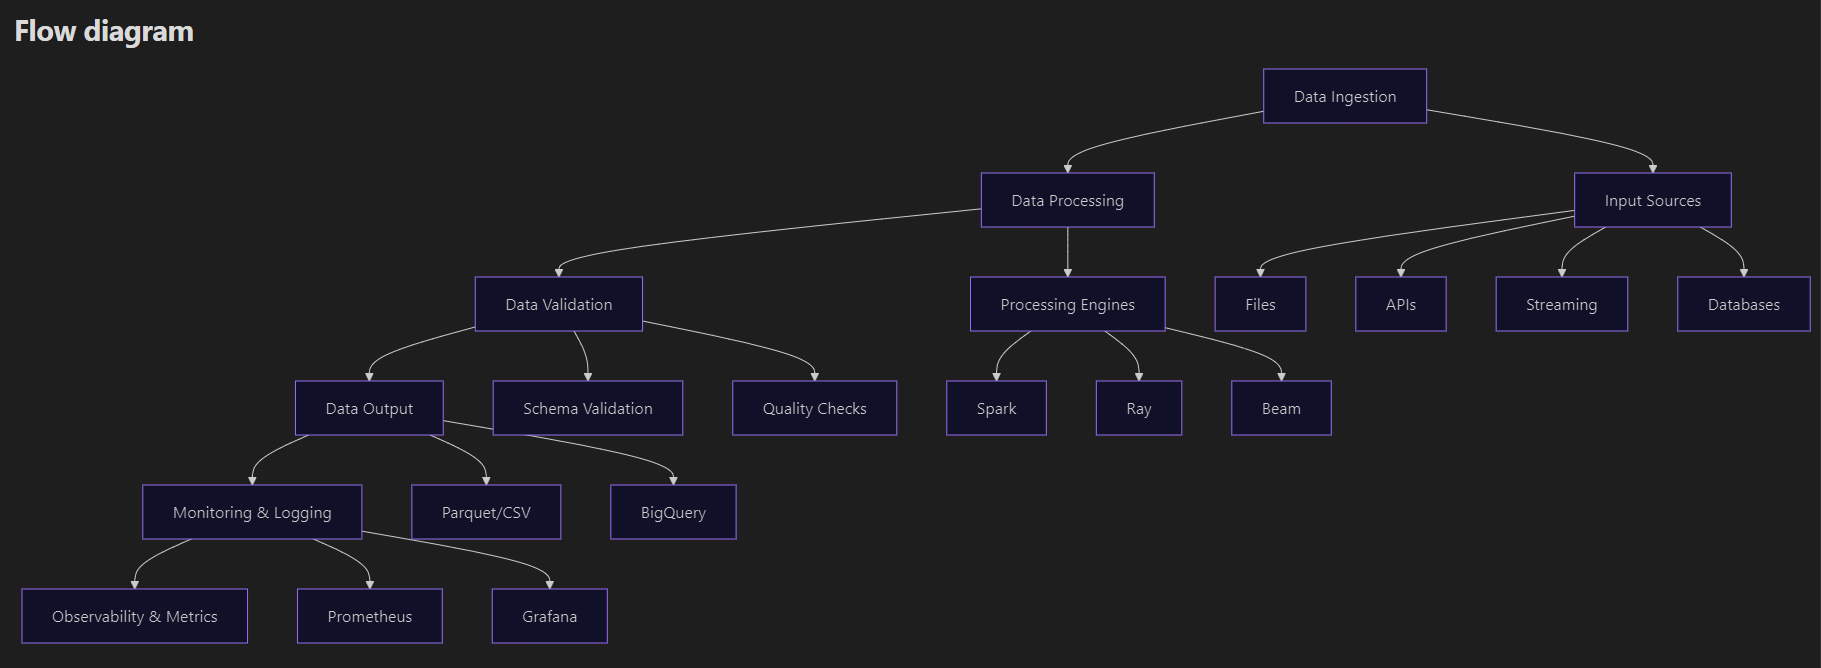 Flow diagram
Data Ingestion
Data Processing
Input Sources
Data Validation
Processing Engines
Files
APIs
Streaming
Databases
Data Output
Schema Validation
Quality Checks
Spark
Ray
Beam
Monitoring & Logging
Parquet/CSV
BigQuery
Observability & Metrics
Prometheus
Grafana